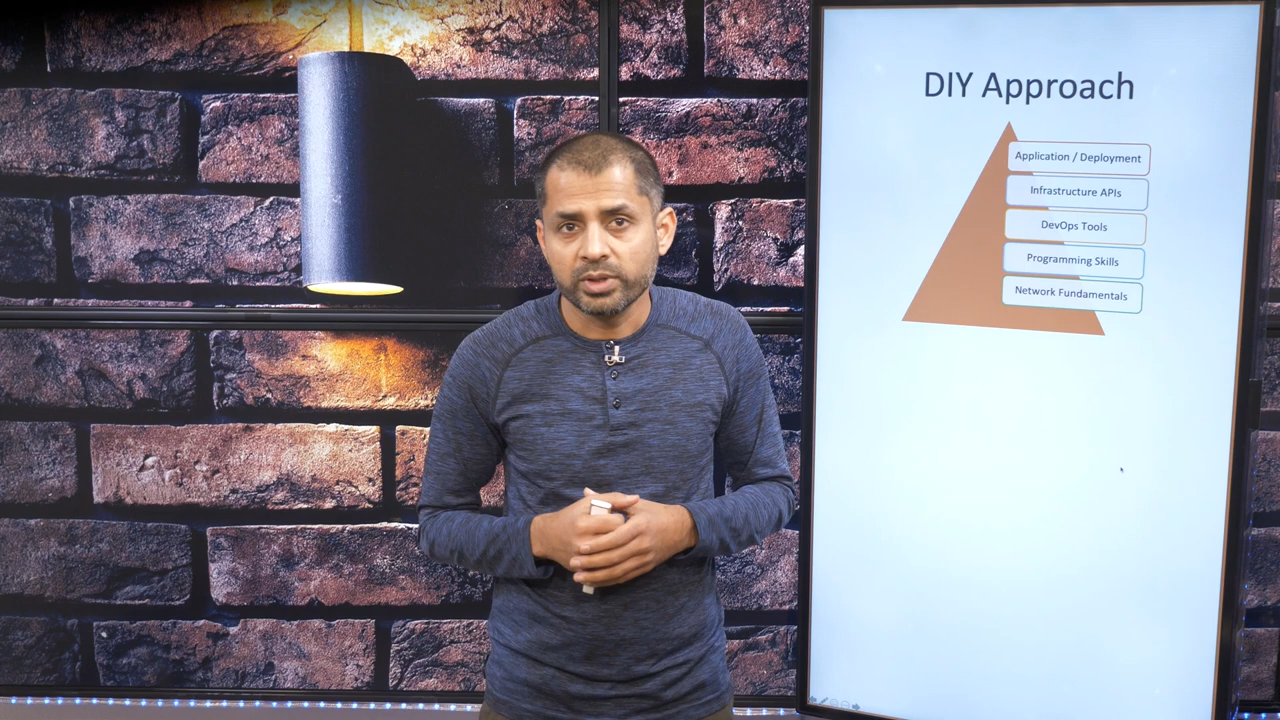 DIY Approach
Application / Deployment
Infrastructure APIs
DevOps Tools
Programming Skills
Network Fundamentals